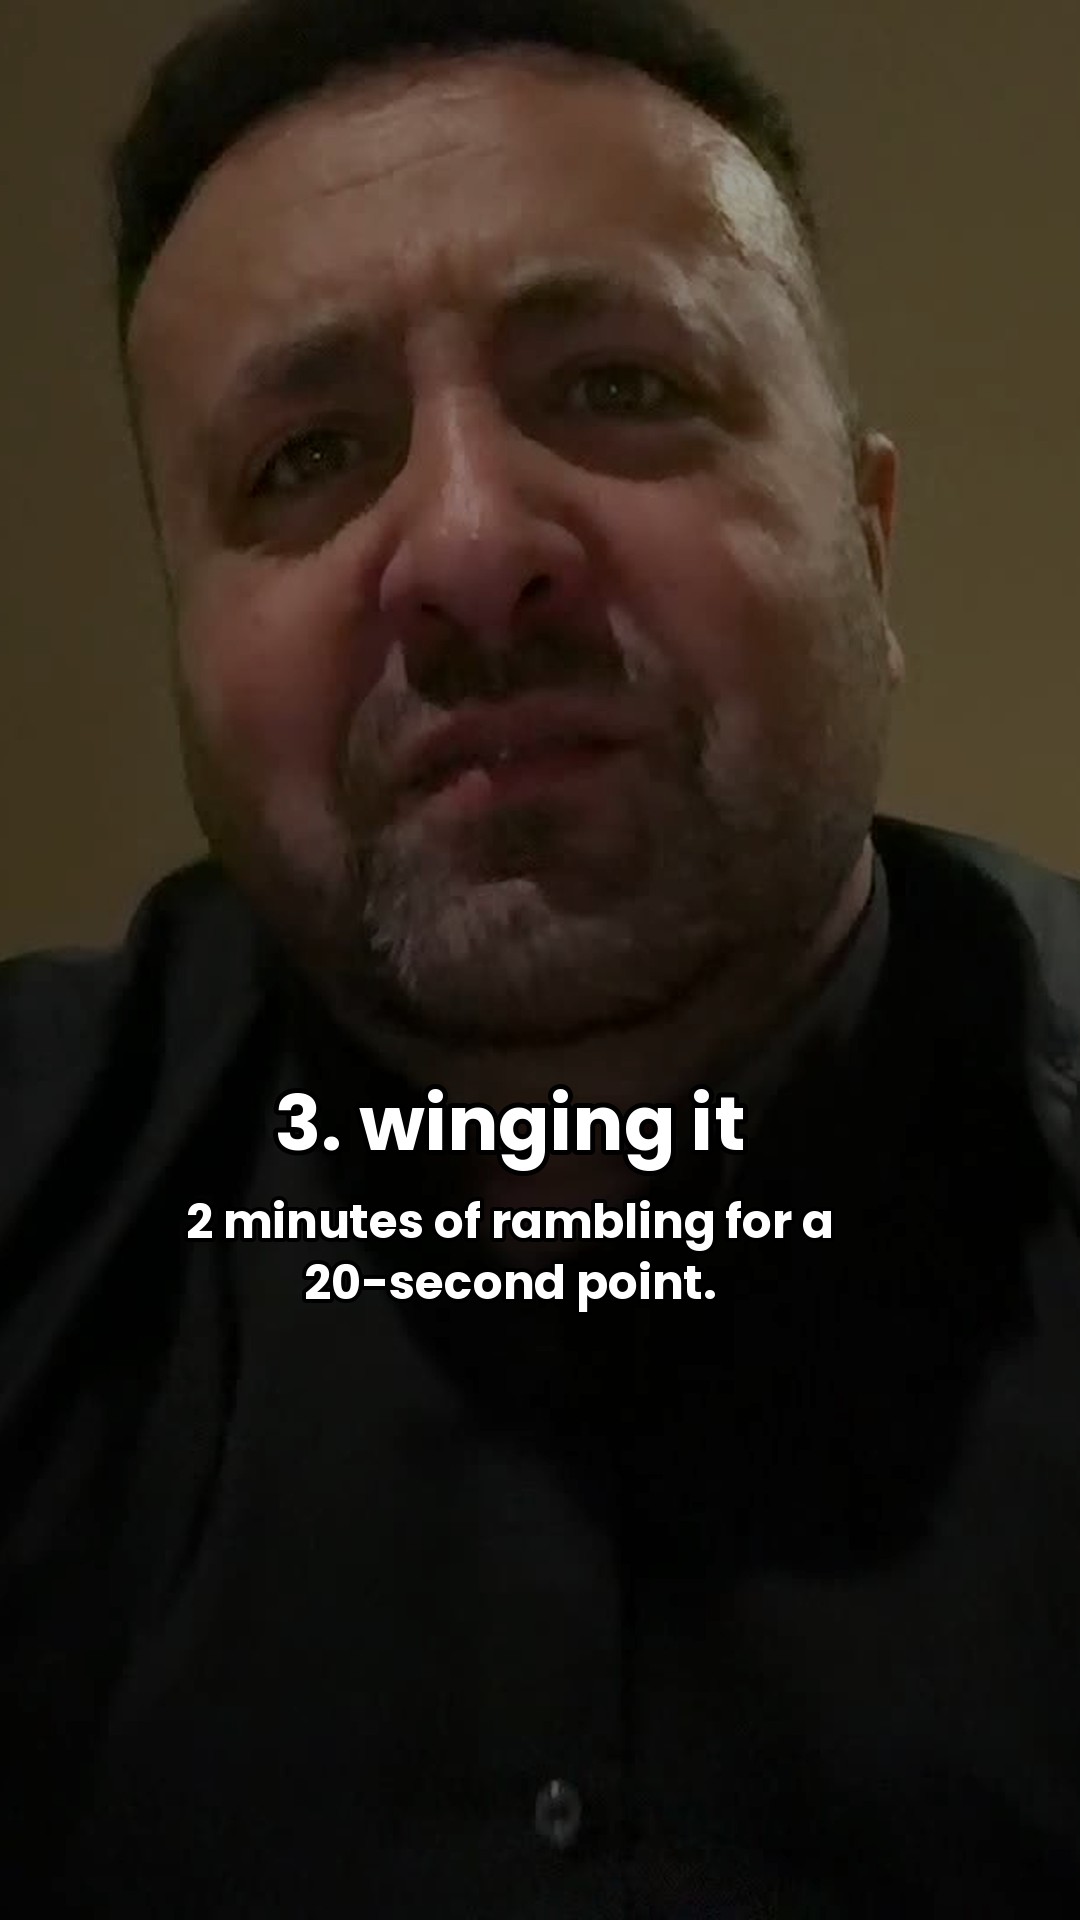 3. winging it
2 minutes of rambling for a
20-second point.